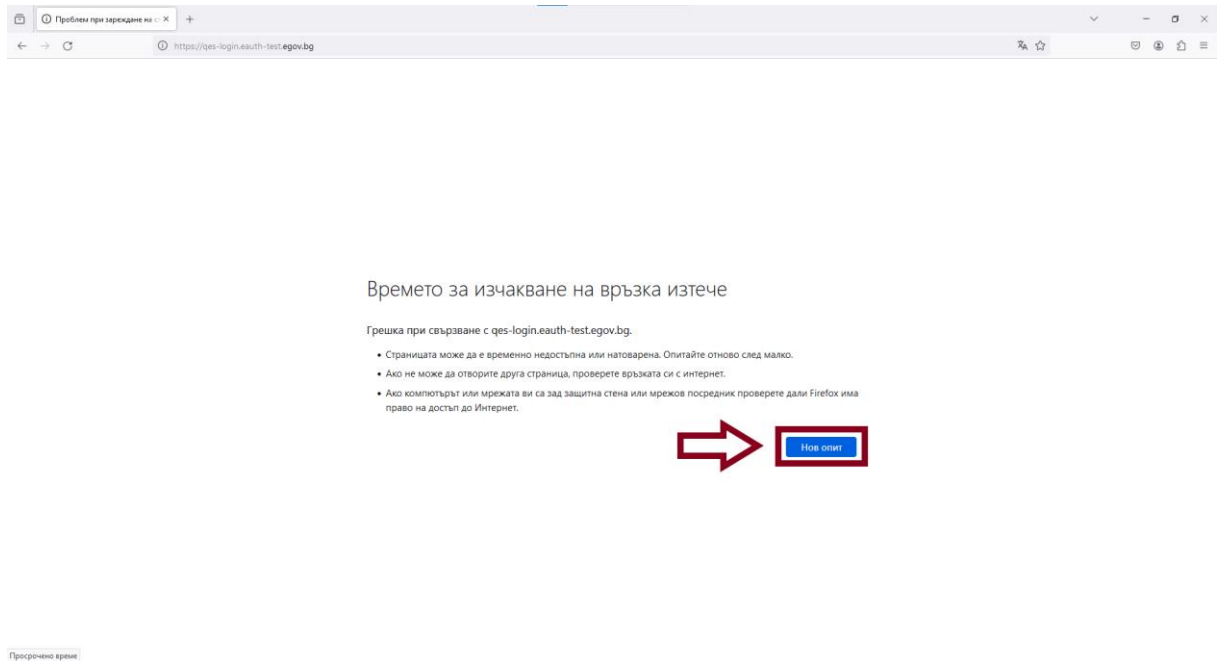 Проблем при зареждане на ст
https://qes-login.eauth-test.egov.bg
Времето за изчакване на връзка изтече
Грешка при свързване с qes-login.eauth-test.egov.bg.
• Страницата може да е временно недостъпна или натоварена. Опитайте отново след малко.
• Ако не може да отворите друга страница, проверете връзката си с интернет.
• Ако компютърът или мрежата ви са зад защитна стена или мрежов посредник проверете дали Firefox има
право на достъп до Интернет.
Нов опит
Просрочено време